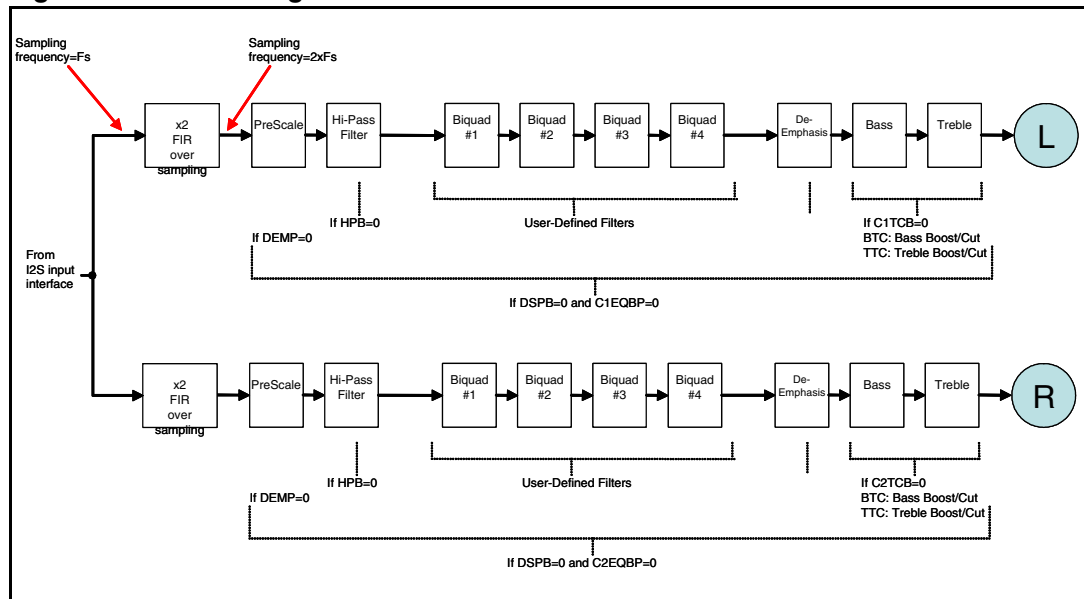 Sampling
frequency=Fs
Sampling
frequency=2xFs
x2
FIR
over
sampling
PreScale
Hi-Pass
Filter
Biquad
#1
Biquad
#2
Biquad
#3
Biquad
#4
De-
Emphasis
Bass
Treble
L
If HPB=0
User-Defined Filters
If C1TCB=0
BTC: Bass Boost/Cut
TTC: Treble Boost/Cut
If DEMP=0
From
I2S input
interface
If DSPB=0 and C1EQBP=0
x2
FIR
over
sampling
PreScale
Hi-Pass
Filter
Biquad
#1
Biquad
#2
Biquad
#3
Biquad
#4
De-
Emphasis
Bass
Treble
R
If HPB=0
User-Defined Filters
If C2TCB=0
BTC: Bass Boost/Cut
TTC: Treble Boost/Cut
If DEMP=0
If DSPB=0 and C2EQBP=0